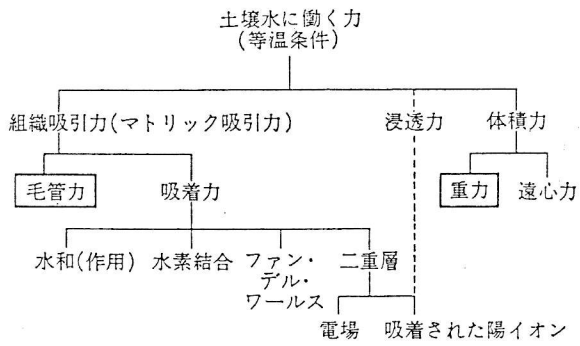 土壌水に働く力
(等温条件)
組織吸引力(マトリック吸引力)
浸透力
体積力
毛管力
吸着力
重力
遠心力
水和(作用)
水素結合
ファン・
デル・
ワールス
二重層
電場
吸着された陽イオン